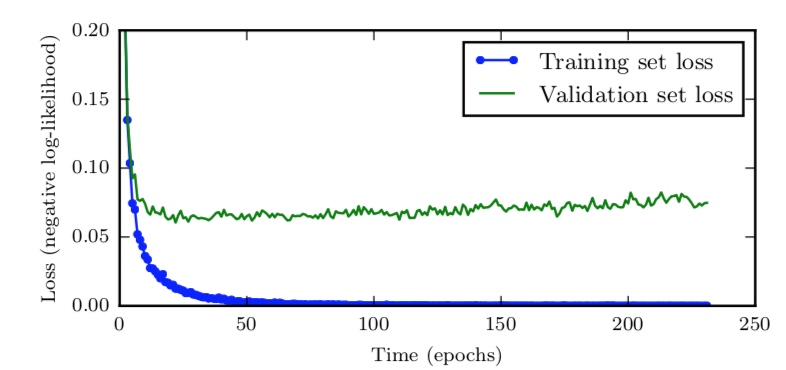 Loss (negative log-likelihood)
0.20
0.15
0.10
0.05
0.00
Training set loss
Validation set loss
0 50 100 150 200 250
Time (epochs)